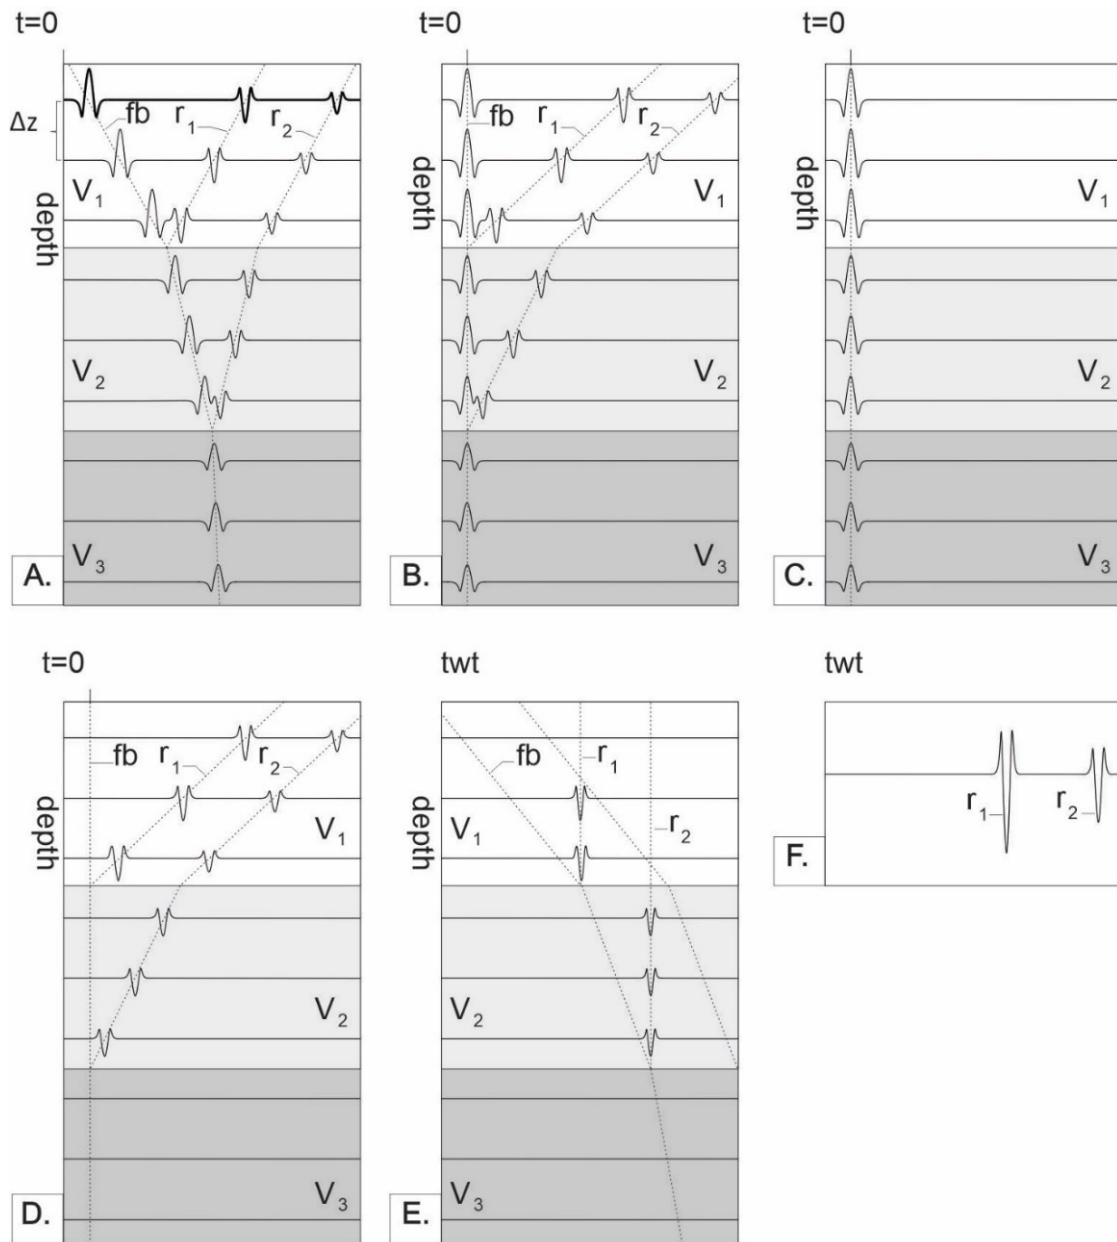 t=0
t=0
t=0
Δz
fb
r1
r2
depth
V1
V2
V3
A.
fb
r1
r2
depth
V1
V2
V3
B.
depth
V1
V2
V3
C.
t=0
twt
twt
fb
r1
r2
depth
V1
V2
V3
D.
fb
r1
r2
depth
V1
V2
V3
E.
r1
r2
F.